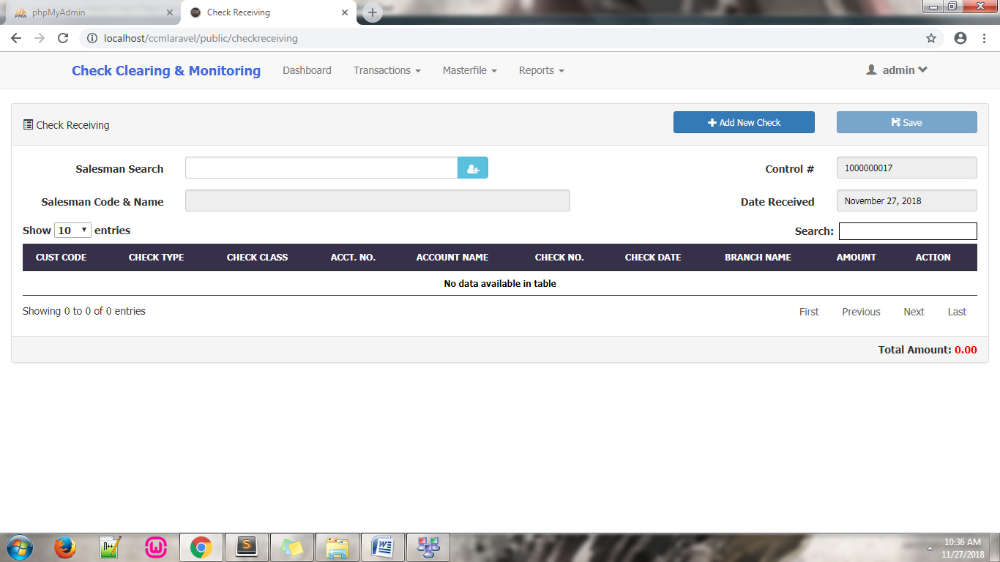 phpMyAdmin
Check Receiving
localhost/ccmlaravel/public/checkreceiving
Check Clearing & Monitoring Dashboard Transactions Masterfile Reports admin
Check Receiving Add New Check Save
Salesman Search Control # 1000000017
Salesman Code & Name Date Received November 27, 2018
Show 10 entries Search:
CUST CODE CHECK TYPE CHECK CLASS ACCT. NO. ACCOUNT NAME CHECK NO. CHECK DATE BRANCH NAME AMOUNT ACTION
No data available in table
Showing 0 to 0 of 0 entries First Previous Next Last
Total Amount: 0.00
10:36 AM
11/27/2018